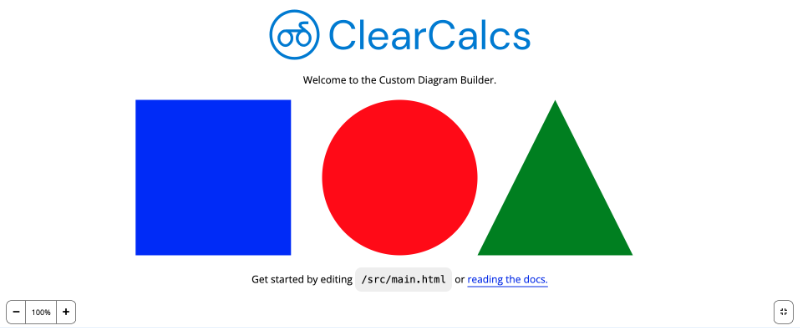 ClearCalcs
Welcome to the Custom Diagram Builder.
Get started by editing /src/main.html or reading the docs.
− 100% +